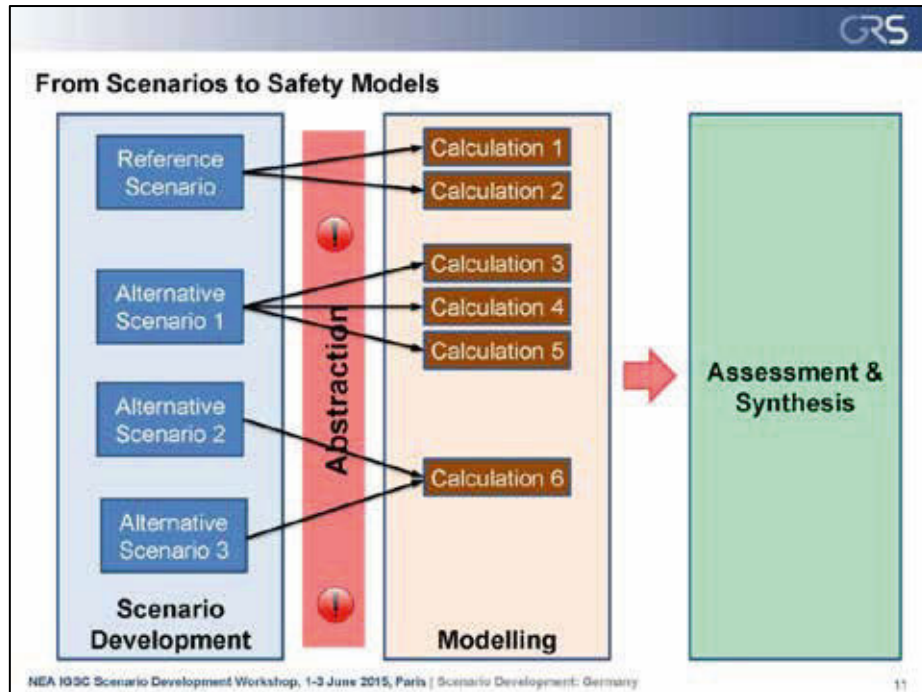 GRS
From Scenarios to Safety Models
Reference
Scenario
Alternative
Scenario 1
Alternative
Scenario 2
Alternative
Scenario 3
Scenario
Development
!
Abstraction
!
Calculation 1
Calculation 2
Calculation 3
Calculation 4
Calculation 5
Calculation 6
Modelling
Assessment &
Synthesis
NEA IGSC Scenario Development Workshop, 1-3 June 2015, Paris | Scenario Development: Germany
11